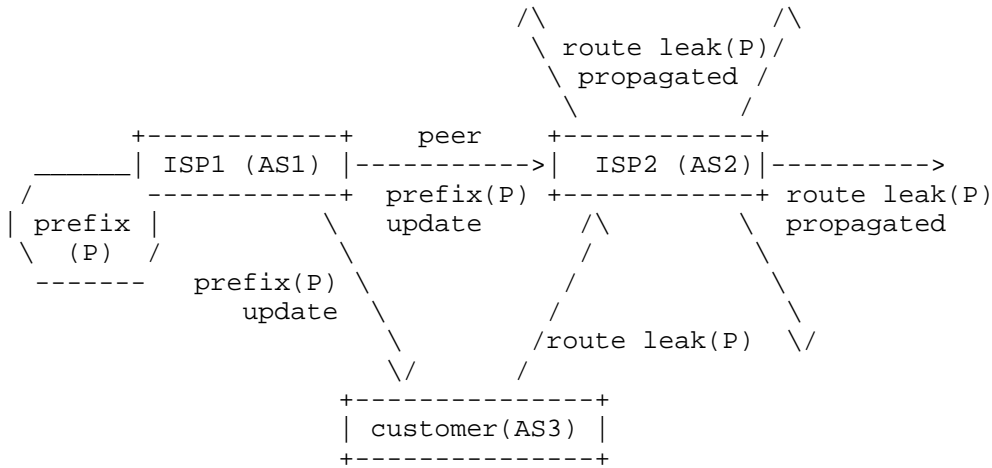 route leak(P)
propagated
peer
ISP1 (AS1)
ISP2 (AS2)
prefix(P)
update
route leak(P)
propagated
prefix
(P)
prefix(P)
update
route leak(P)
customer(AS3)